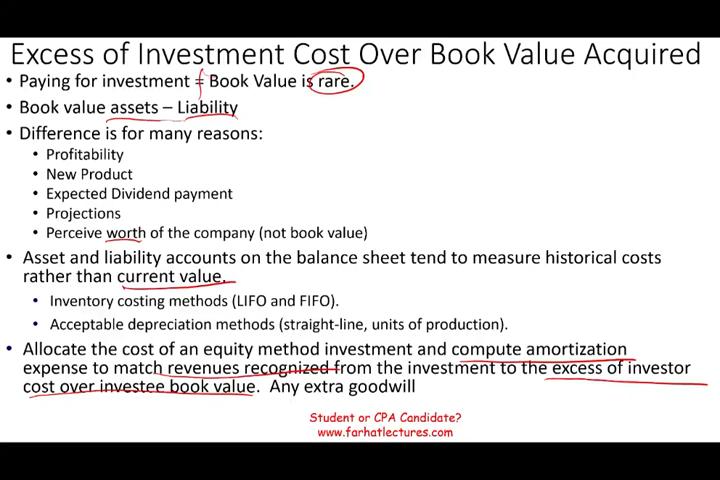 Excess of Investment Cost Over Book Value Acquired
• Paying for investment = Book Value is rare.
• Book value assets – Liability
• Difference is for many reasons:
• Profitability
• New Product
• Expected Dividend payment
• Projections
• Perceive worth of the company (not book value)
• Asset and liability accounts on the balance sheet tend to measure historical costs
rather than current value.
• Inventory costing methods (LIFO and FIFO).
• Acceptable depreciation methods (straight-line, units of production).
• Allocate the cost of an equity method investment and compute amortization
expense to match revenues recognized from the investment to the excess of investor
cost over investee book value. Any extra goodwill
Student or CPA Candidate?
www.farhatlectures.com